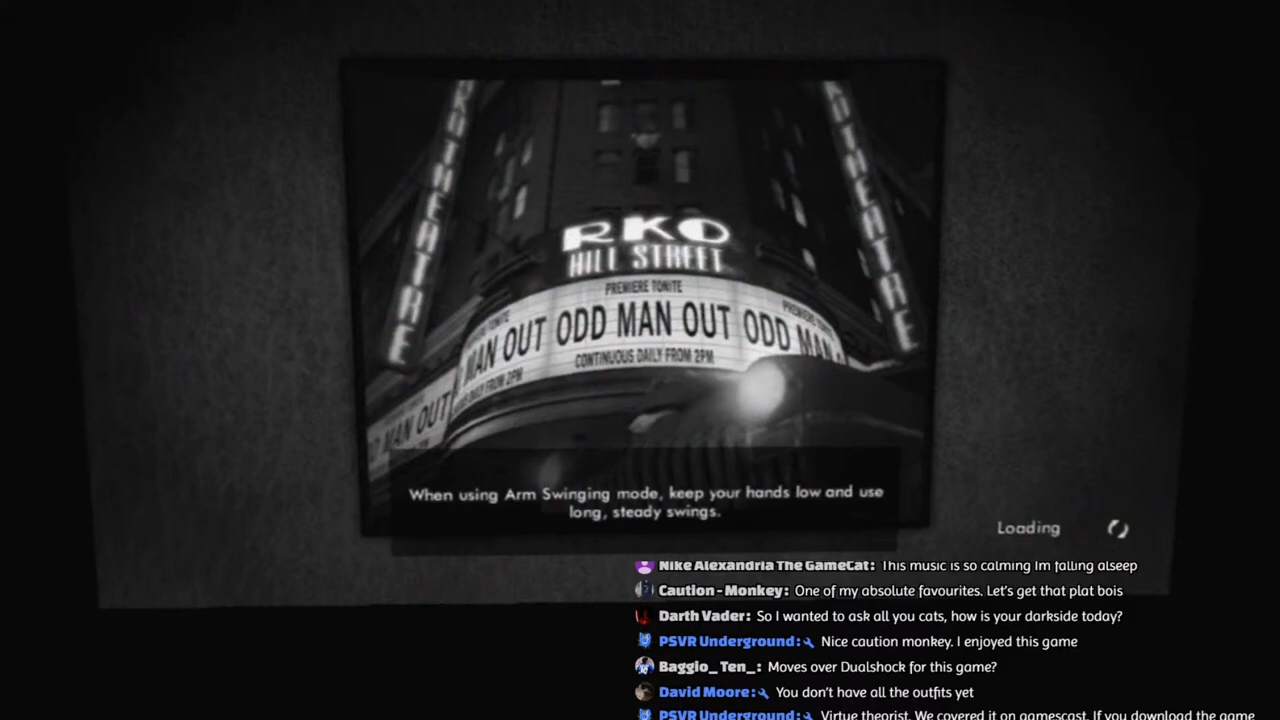 THEATRE
THEATRE
RKO
HILL STREET
PREMIERE TONITE
MAN OUT ODD MAN OUT ODD MAN
CONTINUOUS DAILY FROM 2PM
MAN OUT
When using Arm Swinging mode, keep your hands low and use
long, steady swings.
Loading
Nike Alexandria The GameCat: This music is so calming Im falling alseep
Caution - Monkey: One of my absolute favourites. Let's get that plat bois
Darth Vader: So I wanted to ask all you cats, how is your darkside today?
PSVR Underground: Nice caution monkey. I enjoyed this game
Baggio_Ten_: Moves over Dualshock for this game?
David Moore: You don't have all the outfits yet
PSVR Underground: Virtue theorist. We covered it on gamescast. If you download the game